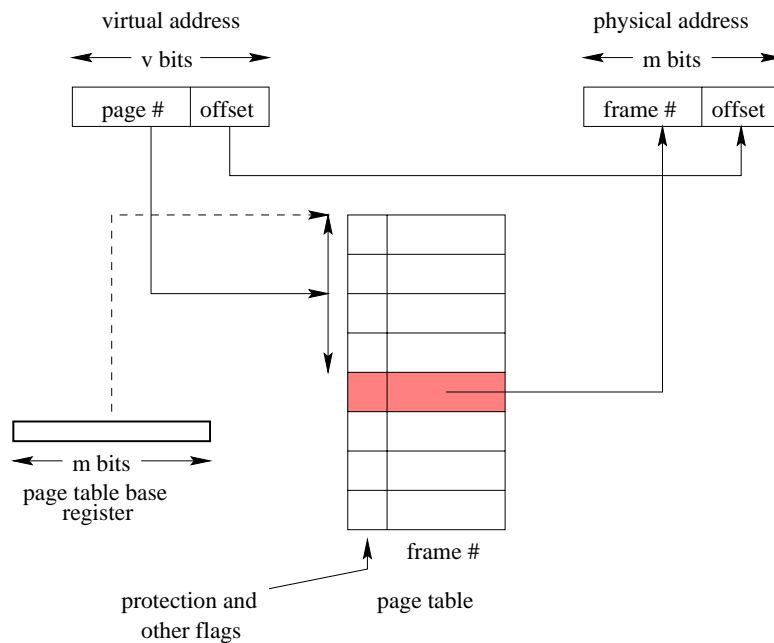 virtual address
physical address
v bits
m bits
page #
offset
frame #
offset
m bits
page table base
register
frame #
protection and
other flags
page table